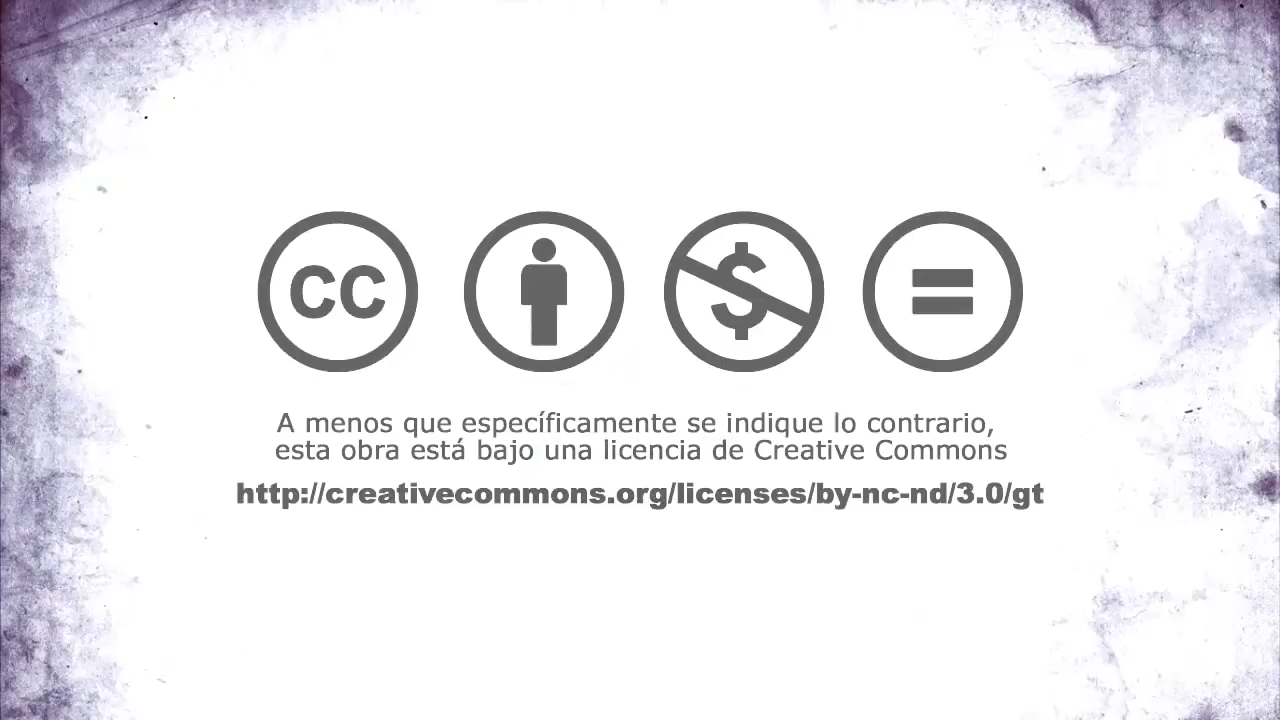 CC
$
=
A menos que específicamente se indique lo contrario,
esta obra está bajo una licencia de Creative Commons
http://creativecommons.org/licenses/by-nc-nd/3.0/gt